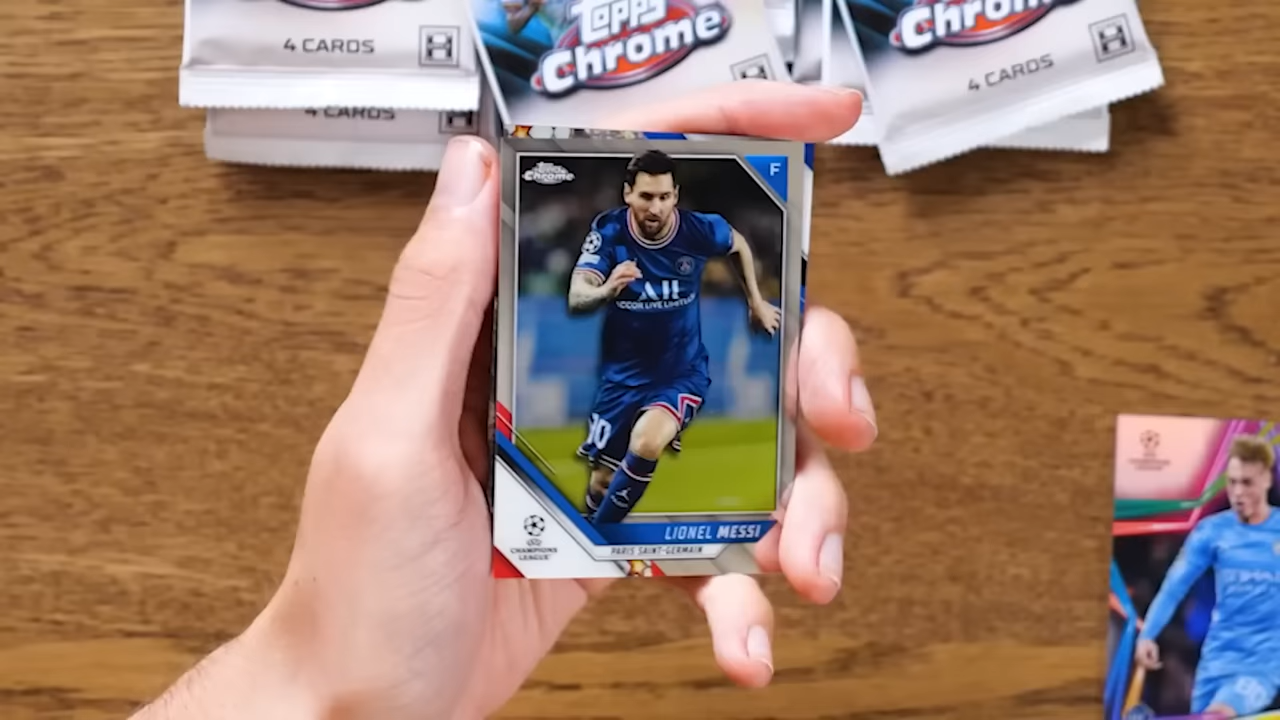 4 CARDS
4 CARDS
Topps
Chrome
Chrome
4 CARDS
Topps
Chrome
F
ALL
ACCOR LIVE LIMITLESS
10
LIONEL MESSI
PARIS SAINT-GERMAIN
CHAMPIONS
LEAGUE